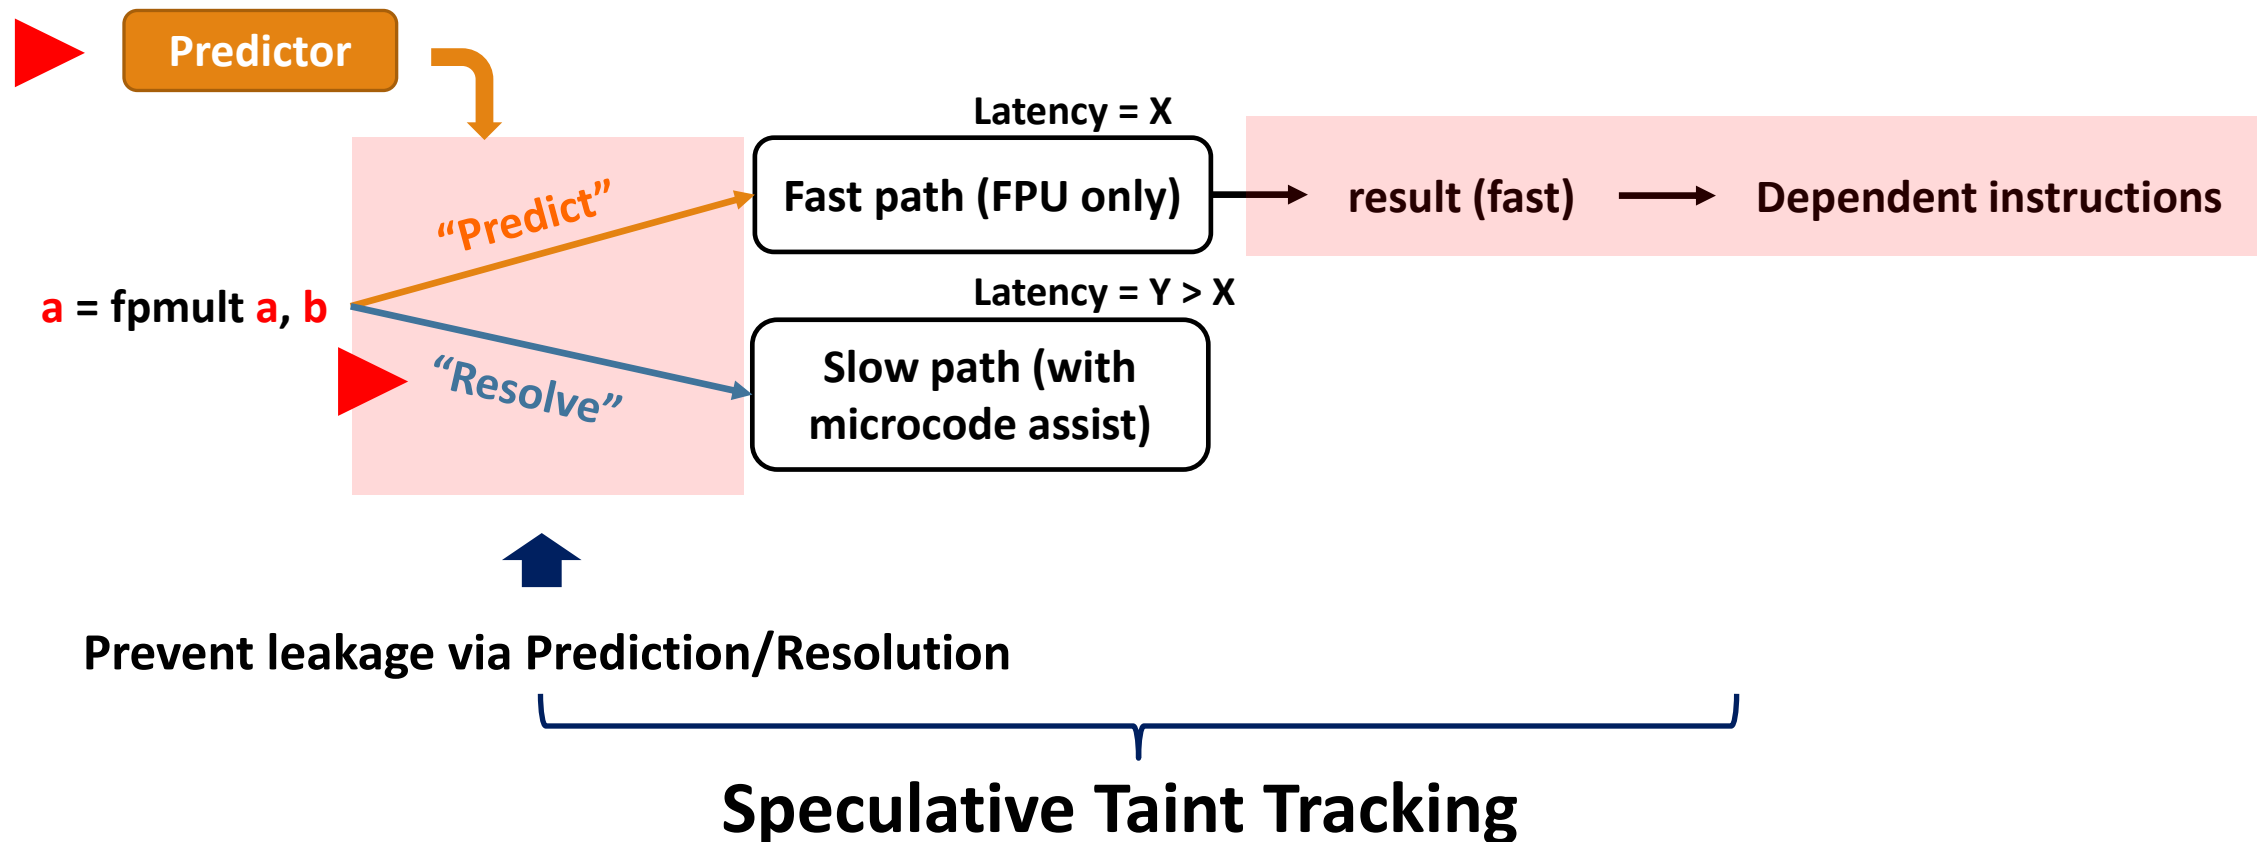 Predictor
Latency = X
"Predict"
Fast path (FPU only)
result (fast)
Dependent instructions
a = fpmult a, b
Latency = Y > X
"Resolve"
Slow path (with
microcode assist)
Prevent leakage via Prediction/Resolution
Speculative Taint Tracking